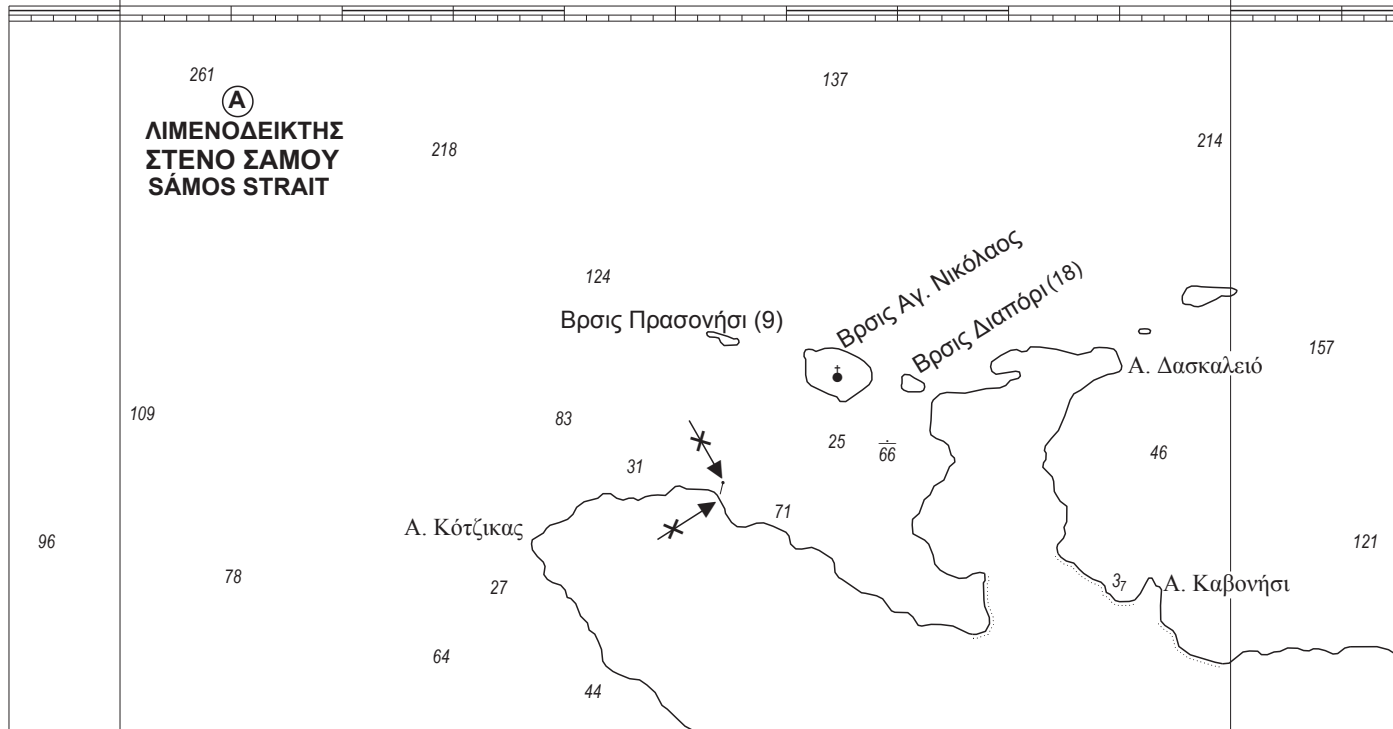 261
137
Α
ΛΙΜΕΝΟΔΕΙΚΤΗΣ
ΣΤΕΝΟ ΣΑΜΟΥ
SÁMOS STRAIT
218
214
124
Βρσις Πρασονήσι (9)
Βρσις Αγ. Νικόλαος
Βρσις Διαπόρι (18)
157
Α. Δασκαλειό
109
83
25
66
46
31
71
Α. Κότζικας
96
121
78
27
3₇
Α. Καβονήσι
64
44